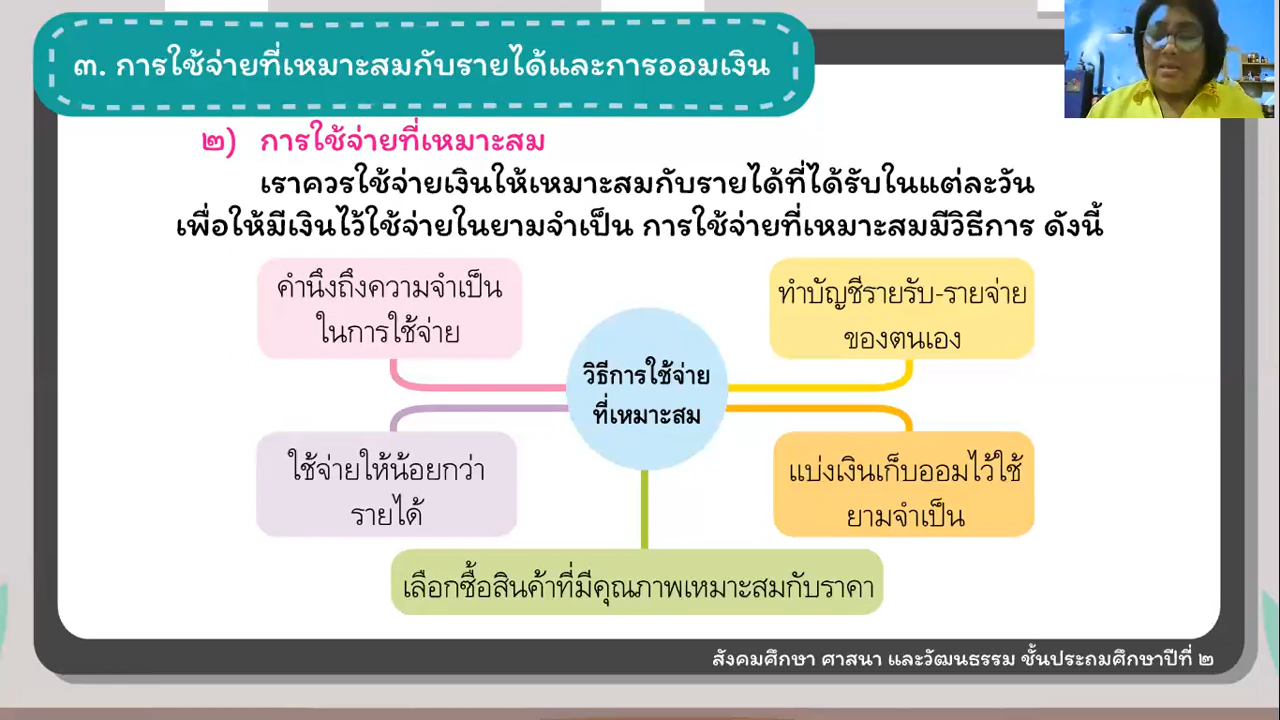 ๓. การใช้จ่ายที่เหมาะสมกับรายได้และการออมเงิน
๒) การใช้จ่ายที่เหมาะสม
เราควรใช้จ่ายเงินให้เหมาะสมกับรายได้ที่ได้รับในแต่ละวัน
เพื่อให้มีเงินไว้ใช้จ่ายในยามจำเป็น การใช้จ่ายที่เหมาะสมมีวิธีการ ดังนี้
คำนึงถึงความจำเป็น
ในการใช้จ่าย
ทำบัญชีรายรับ-รายจ่าย
ของตนเอง
วิธีการใช้จ่าย
ที่เหมาะสม
ใช้จ่ายให้น้อยกว่า
รายได้
แบ่งเงินเก็บออมไว้ใช้
ยามจำเป็น
เลือกซื้อสินค้าที่มีคุณภาพเหมาะสมกับราคา
สังคมศึกษา ศาสนา และวัฒนธรรม ชั้นประถมศึกษาปีที่ ๒